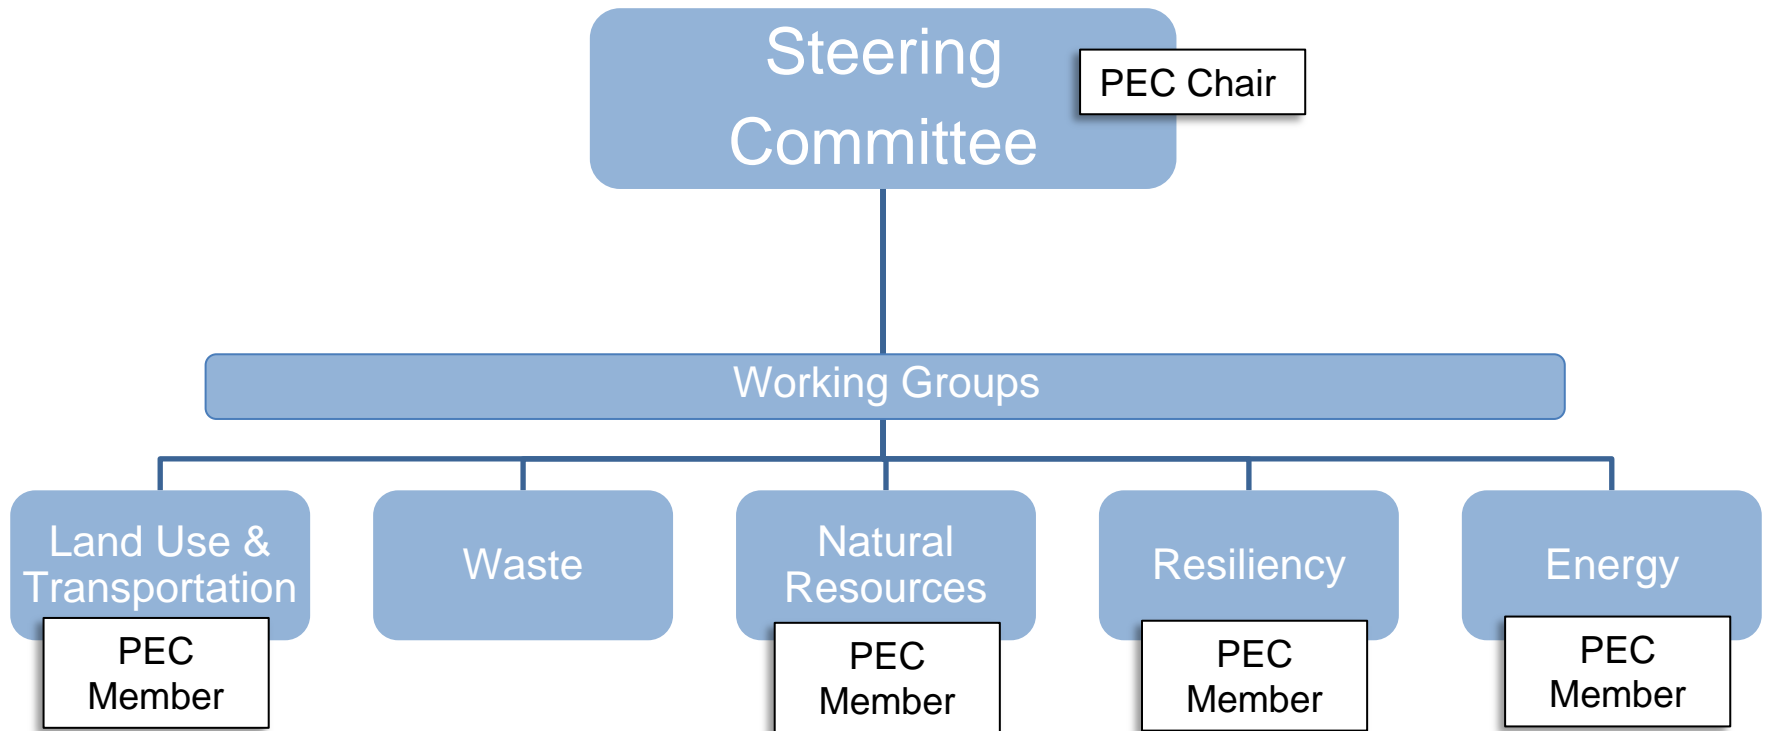 Steering
Committee
PEC Chair
Working Groups
Land Use &
Transportation
Waste
Natural
Resources
Resiliency
Energy
PEC
Member
PEC
Member
PEC
Member
PEC
Member